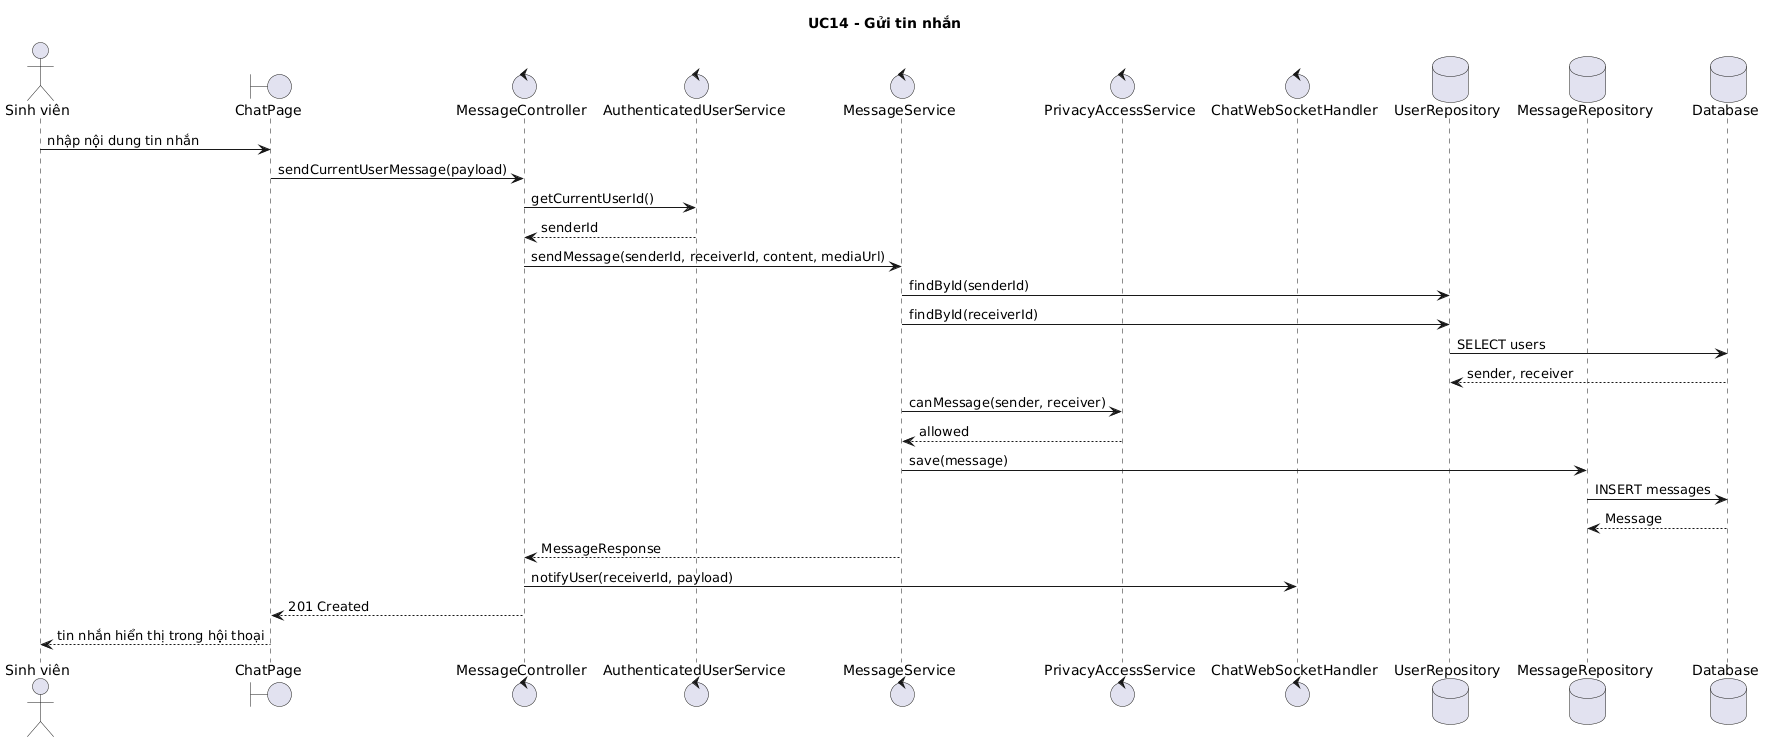 UC14 - Gửi tin nhắn
Sinh viên
ChatPage
MessageController
AuthenticatedUserService
MessageService
PrivacyAccessService
ChatWebSocketHandler
UserRepository
MessageRepository
Database
nhập nội dung tin nhắn
sendCurrentUserMessage(payload)
getCurrentUserId()
senderId
sendMessage(senderId, receiverId, content, mediaUrl)
findById(senderId)
findById(receiverId)
SELECT users
sender, receiver
canMessage(sender, receiver)
allowed
save(message)
INSERT messages
Message
MessageResponse
notifyUser(receiverId, payload)
201 Created
tin nhắn hiển thị trong hội thoại
Sinh viên
ChatPage
MessageController
AuthenticatedUserService
MessageService
PrivacyAccessService
ChatWebSocketHandler
UserRepository
MessageRepository
Database